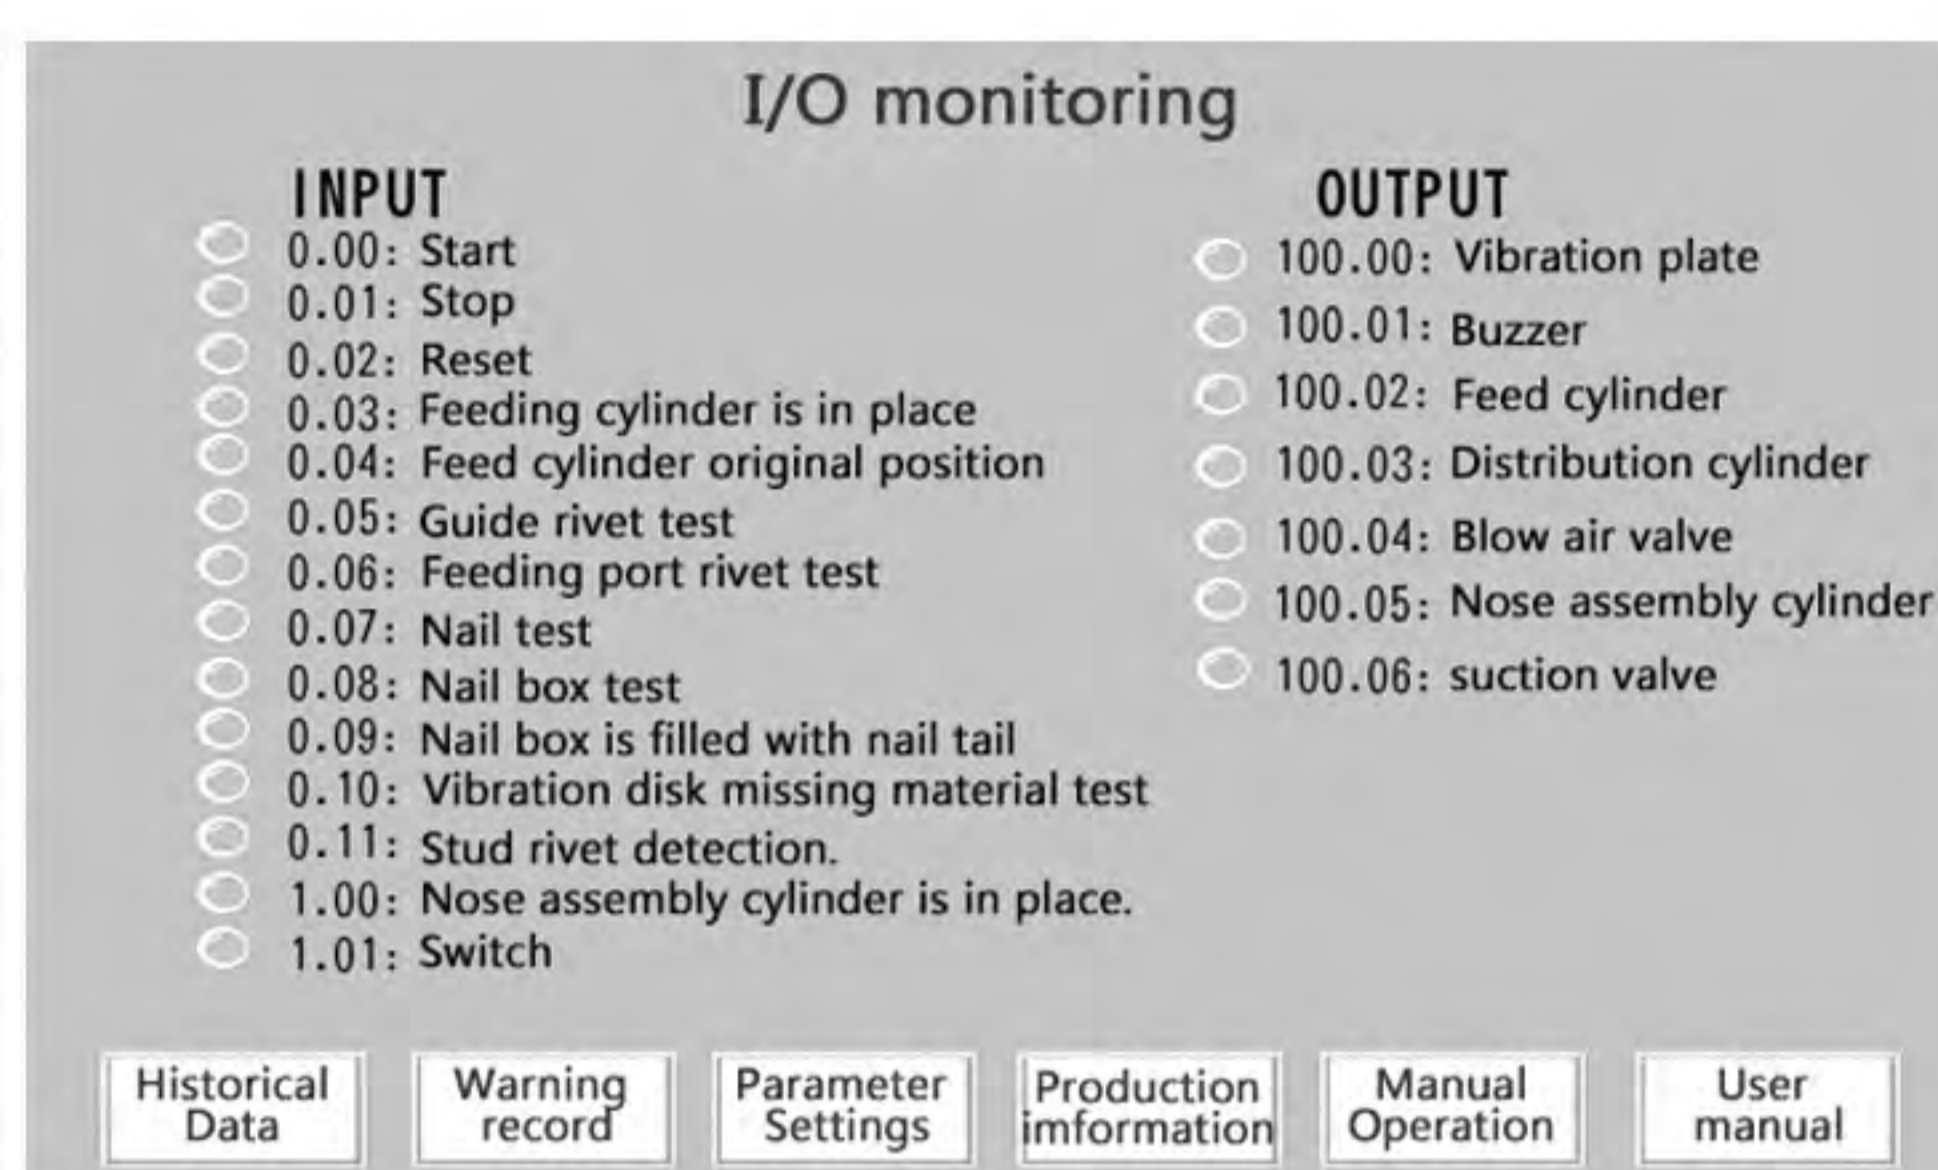 I/O monitoring
INPUT
0.00: Start
0.01: Stop
0.02: Reset
0.03: Feeding cylinder is in place
0.04: Feed cylinder original position
0.05: Guide rivet test
0.06: Feeding port rivet test
0.07: Nail test
0.08: Nail box test
0.09: Nail box is filled with nail tail
0.10: Vibration disk missing material test
0.11: Stud rivet detection.
1.00: Nose assembly cylinder is in place.
1.01: Switch
OUTPUT
100.00: Vibration plate
100.01: Buzzer
100.02: Feed cylinder
100.03: Distribution cylinder
100.04: Blow air valve
100.05: Nose assembly cylinder
100.06: suction valve
Historical
Data
Warning
record
Parameter
Settings
Production
imformation
Manual
Operation
User
manual